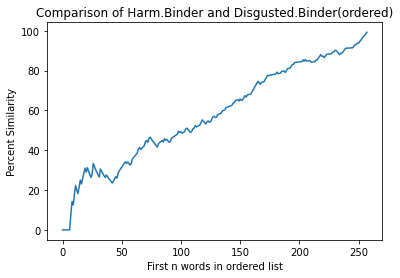 Comparison of Harm.Binder and Disgusted.Binder(ordered)
100
80
60
40
20
0
Percent Similarity
0 50 100 150 200 250
First n words in ordered list